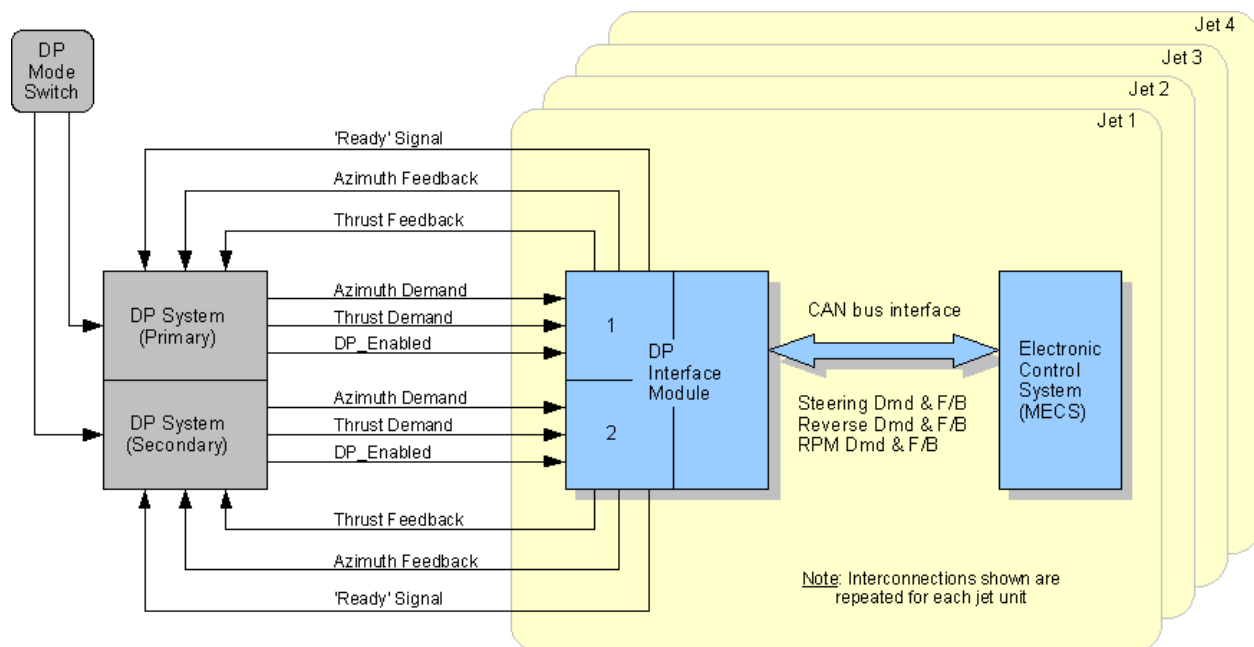 Jet 4
Jet 3
Jet 2
Jet 1
DP
Mode
Switch
'Ready' Signal
Azimuth Feedback
Thrust Feedback
DP System
(Primary)
Azimuth Demand
Thrust Demand
DP_Enabled
DP System
(Secondary)
Azimuth Demand
Thrust Demand
DP_Enabled
1
2
DP
Interface
Module
CAN bus interface
Steering Dmd & F/B
Reverse Dmd & F/B
RPM Dmd & F/B
Electronic
Control
System
(MECS)
Thrust Feedback
Azimuth Feedback
'Ready' Signal
Note: Interconnections shown are
repeated for each jet unit